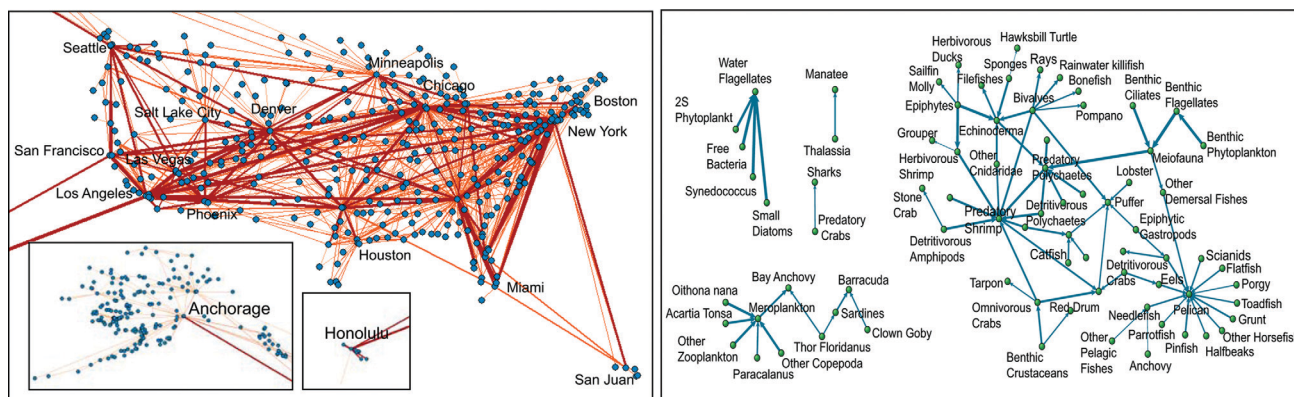 Seattle
Minneapolis
Chicago
Boston
Salt Lake City
Denver
New York
San Francisco
Las Vegas
Los Angeles
Phoenix
Houston
Miami
Anchorage
Honolulu
San Juan
Water
Flagellates
2S
Phytoplankt
Free
Bacteria
Synedococcus
Small
Diatoms
Manatee
Thalassia
Sharks
Predatory
Crabs
Hawksbill Turtle
Herbivorous
Ducks
Sponges
Rays
Sailfin
Molly
Filefishes
Rainwater killifish
Bonefish
Epiphytes
Bivalves
Pompano
Benthic
Ciliates
Benthic
Flagellates
Echinoderma
Grouper
Benthic
Phytoplankton
Herbivorous
Shrimp
Other
Cnidaridae
Predatory
Polychaetes
Meiofauna
Sharks
Lobster
Other
Demersal Fishes
Stone
Crab
Detritivorous
Polychaetes
Puffer
Predatory
Shrimp
Epiphytic
Gastropods
Detritivorous
Amphipods
Catfish
Detritivorous
Crabs
Eels
Scianids
Flatfish
Porgy
Tarpon
Pelican
Toadfish
Omnivorous
Crabs
Red Drum
Needlefish
Grunt
Parrotfish
Other Horsefis
Other
Pelagic
Fishes
Pinfish
Halfbeaks
Anchovy
Benthic
Crustaceans
Bay Anchovy
Barracuda
Oithona nana
Meroplankton
Acartia Tonsa
Sardines
Other
Zooplankton
Clown Goby
Thor Floridanus
Other Copepoda
Paracalanus